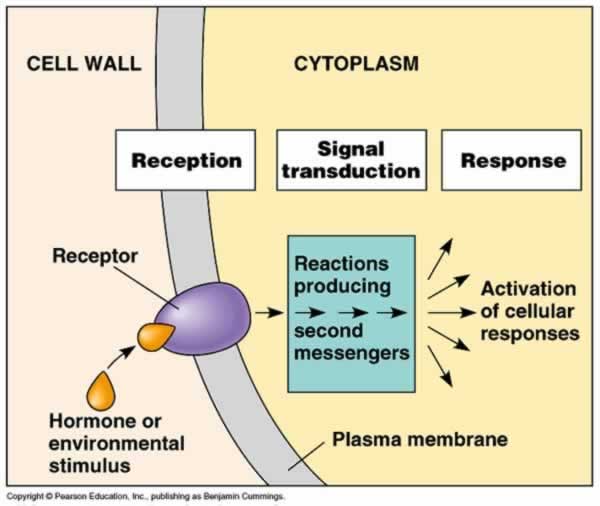 CELL WALL
CYTOPLASM
Reception
Signal
transduction
Response
Receptor
Reactions
producing
second
messengers
Activation
of cellular
responses
Hormone or
environmental
stimulus
Plasma membrane
Copyright © Pearson Education, Inc., publishing as Benjamin Cummings.